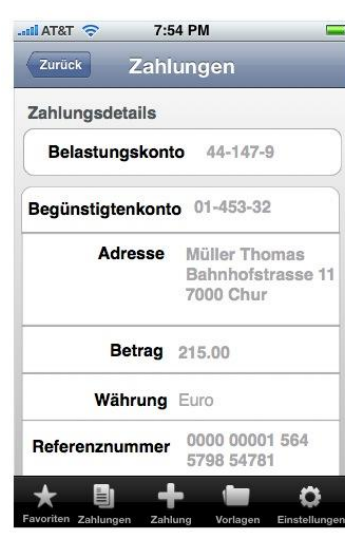 AT&T 7:54 PM
Zurück Zahlungen
Zahlungsdetails
Belastungskonto 44-147-9
Begünstigtenkonto 01-453-32
Adresse Müller Thomas
Bahnhofstrasse 11
7000 Chur
Betrag 215.00
Währung Euro
Referenznummer 0000 00001 564
5798 54781
Favoriten Zahlungen Zahlung Vorlagen Einstellungen